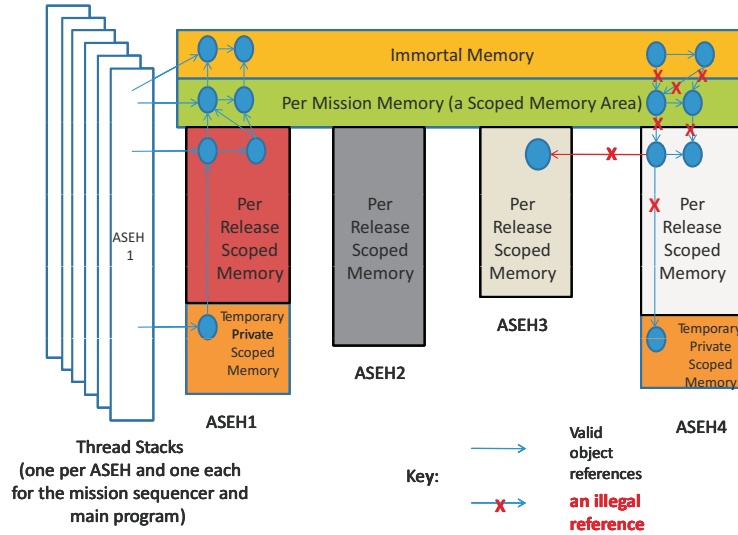 Immortal Memory
X
X
X
Per Mission Memory (a Scoped Memory Area)
X
X
X
X
Per
Release
Scoped
Memory
Per
Release
Scoped
Memory
Per
Release
Scoped
Memory
Per
Release
Scoped
Memory
ASEH
1
Temporary
Private
Scoped
Memory
Temporary
Private
Scoped
Memory
ASEH1
ASEH2
ASEH3
ASEH4
Thread Stacks
(one per ASEH and one each
for the mission sequencer and
main program)
Key:
Valid
object
references
X
an illegal
reference